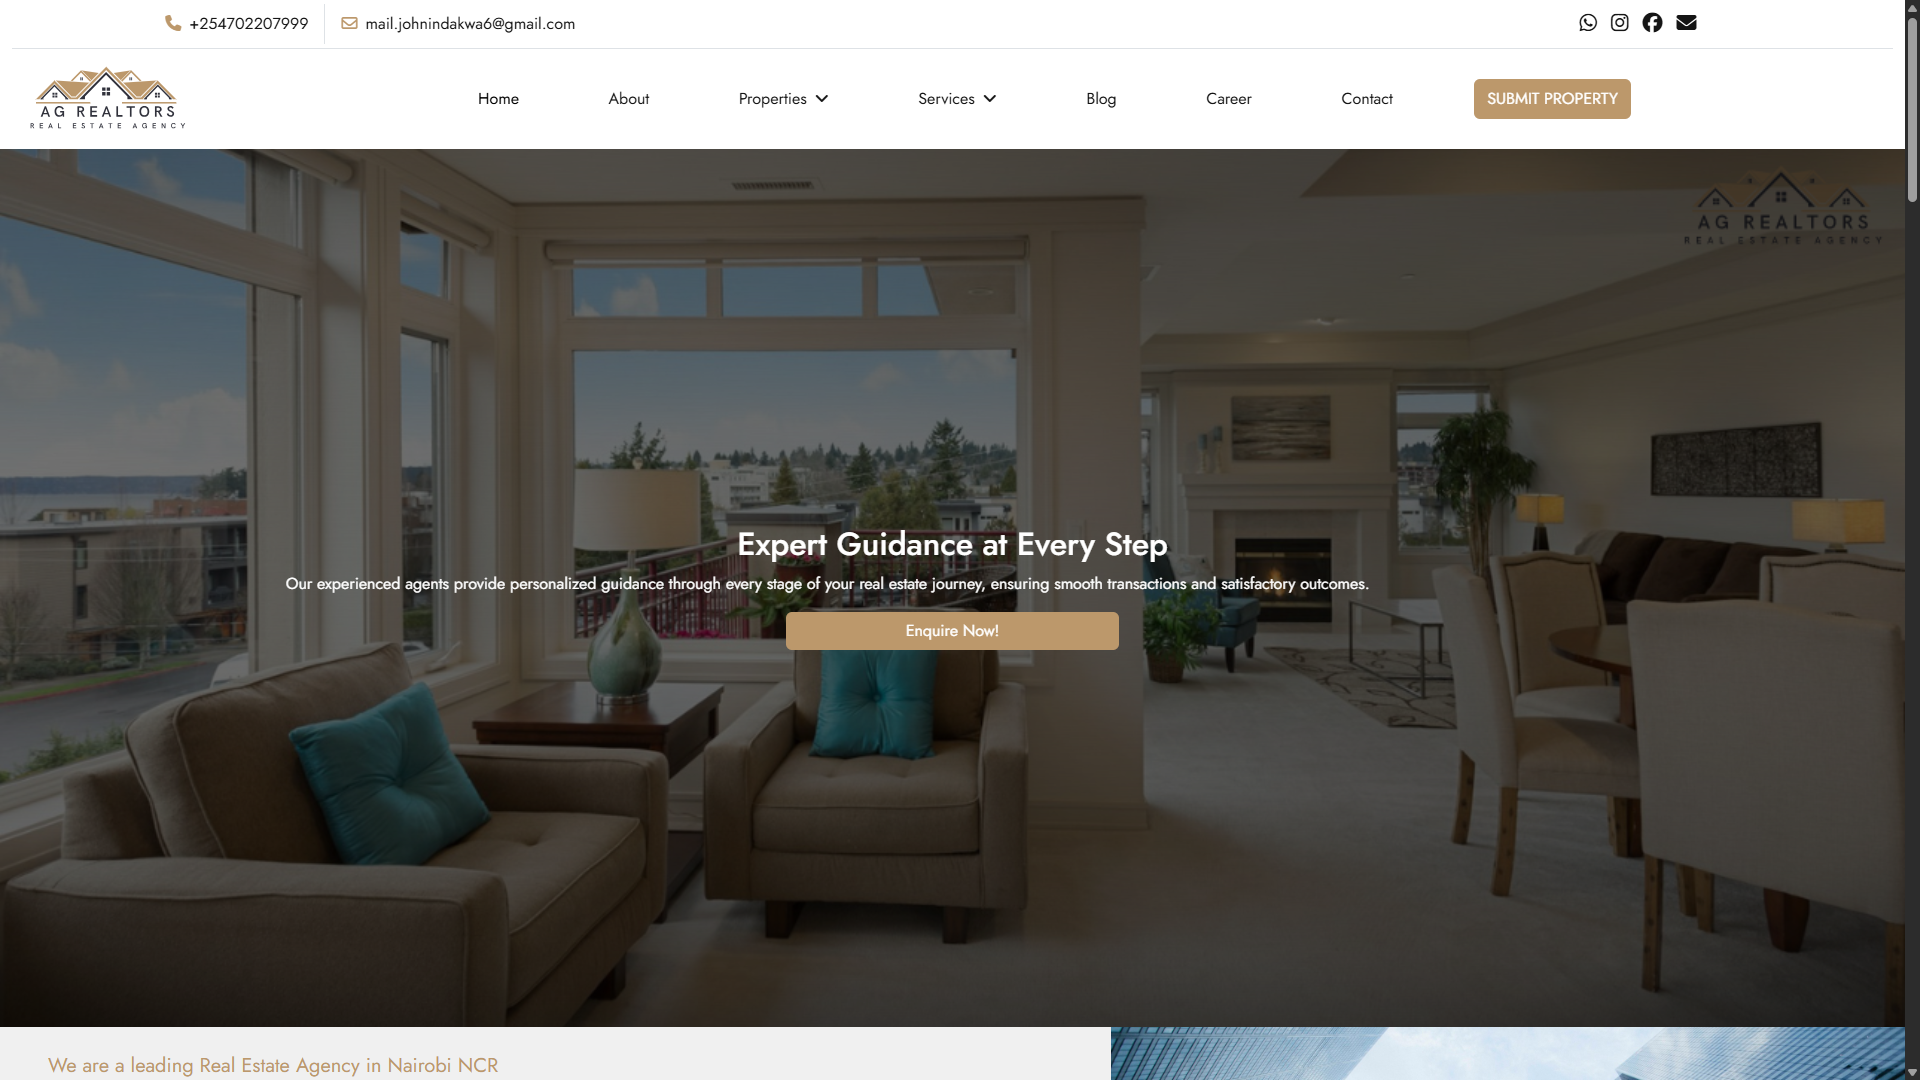 +254702207999
mail.johnindakwa6@gmail.com
AG REALTORS
REAL ESTATE AGENCY
Home
About
Properties
Services
Blog
Career
Contact
SUBMIT PROPERTY
AG REALTORS
REAL ESTATE AGENCY
Expert Guidance at Every Step
Our experienced agents provide personalized guidance through every stage of your real estate journey, ensuring smooth transactions and satisfactory outcomes.
Enquire Now!
We are a leading Real Estate Agency in Nairobi NCR